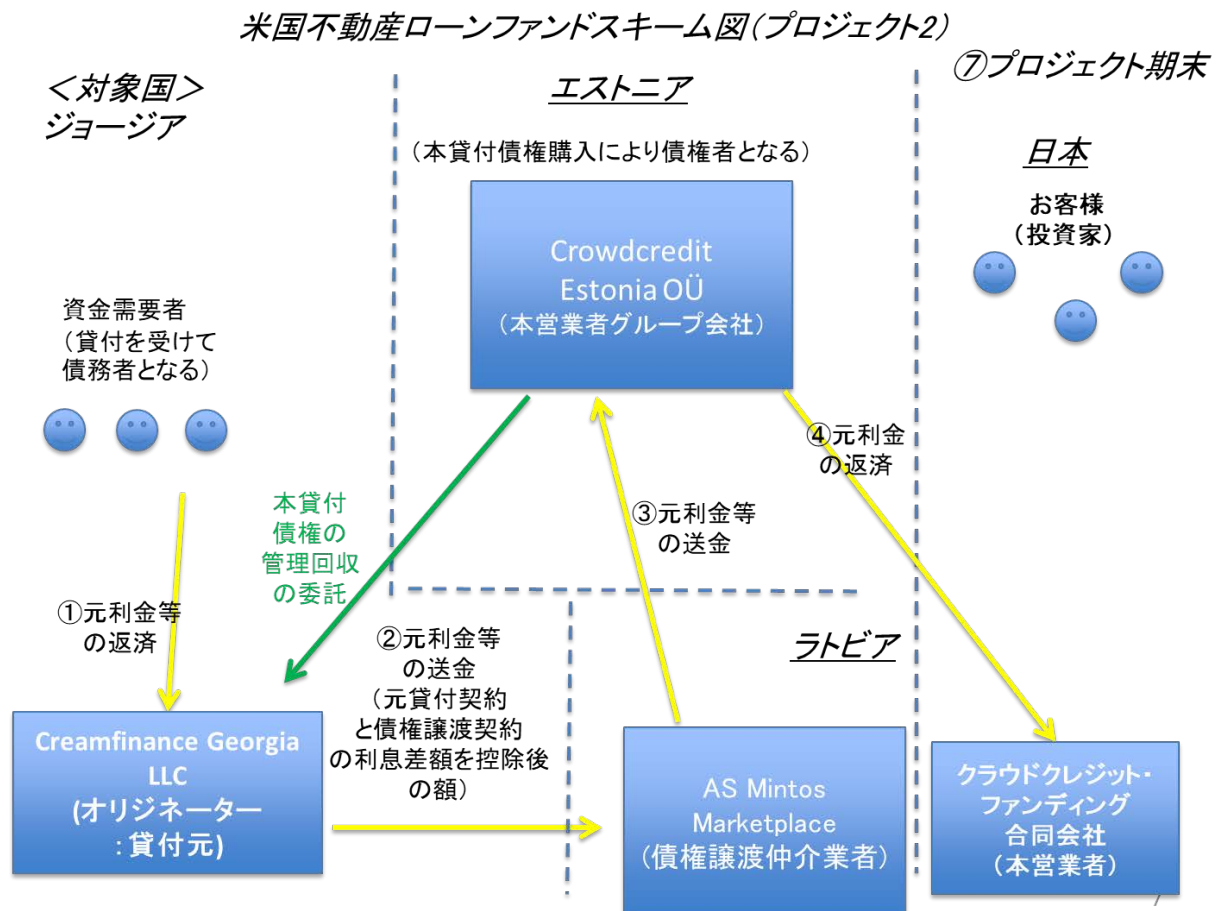 米国不動産ローンファンドスキーム図(プロジェクト2)
⑦プロジェクト期末
＜対象国＞
ジョージア
エストニア
日本
（本貸付債権購入により債権者となる）
お客様
（投資家）
Crowdcredit
Estonia OÜ
（本営業者グループ会社）
資金需要者
（貸付を受けて
債務者となる）
④元利金
の返済
本貸付
債権の
管理回収
の委託
③元利金等
の送金
①元利金等
の返済
②元利金等
の送金
（元貸付契約
と債権譲渡契約
の利息差額を控除後
の額）
ラトビア
Creamfinance Georgia
LLC
(オリジネーター
：貸付元)
AS Mintos
Marketplace
（債権譲渡仲介業者）
クラウドクレジット・
ファンディング
合同会社
（本営業者）